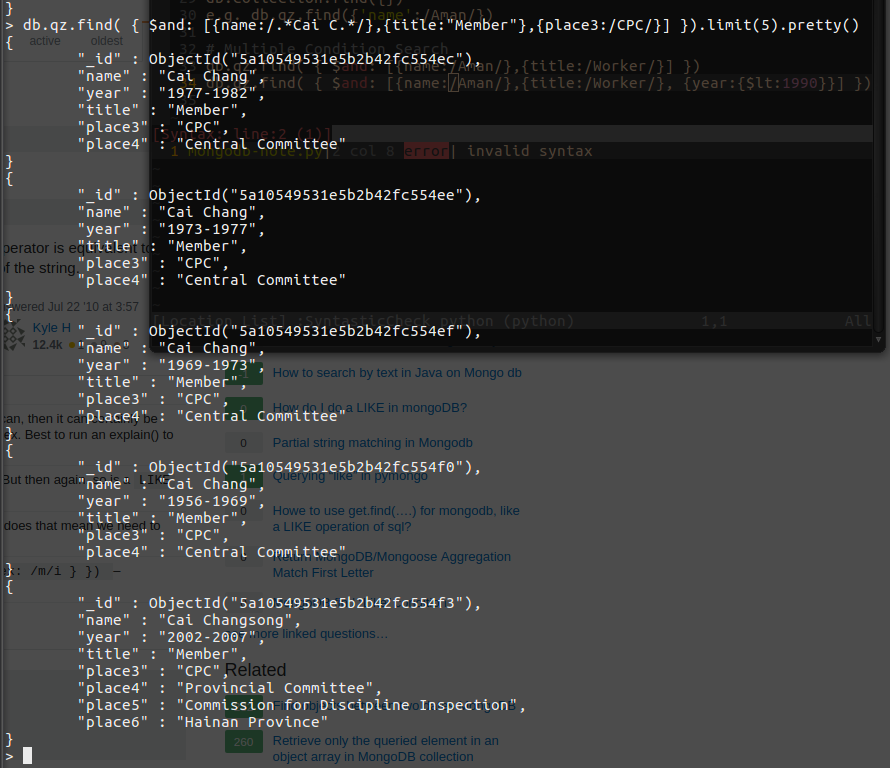 }
> db.qz.find( { $and: [{name:/.*Cai C.*/},{title:"Member"},{place3:/CPC/}] }).limit(5).pretty()
{
"_id" : ObjectId("5a10549531e5b2b42fc554ec"),
"name" : "Cai Chang",
"year" : "1977-1982",
"title" : "Member",
"place3" : "CPC",
"place4" : "Central Committee"
}
{
"_id" : ObjectId("5a10549531e5b2b42fc554ee"),
"name" : "Cai Chang",
"year" : "1973-1977",
"title" : "Member",
"place3" : "CPC",
"place4" : "Central Committee"
}
{
"_id" : ObjectId("5a10549531e5b2b42fc554ef"),
"name" : "Cai Chang",
"year" : "1969-1973",
"title" : "Member",
"place3" : "CPC",
"place4" : "Central Committee"
}
{
"_id" : ObjectId("5a10549531e5b2b42fc554f0"),
"name" : "Cai Chang",
"year" : "1956-1969",
"title" : "Member",
"place3" : "CPC",
"place4" : "Central Committee"
}
{
"_id" : ObjectId("5a10549531e5b2b42fc554f3"),
"name" : "Cai Changsong",
"year" : "2002-2007",
"title" : "Member",
"place3" : "CPC",
"place4" : "Provincial Committee",
"place5" : "Commission for Discipline Inspection",
"place6" : "Hainan Province"
}
>
30 e.g. db.qz.find({'name':/Aman/})
32 # Multiple Condition Search
find( { $and: [{name:/Aman/},{title:/Worker/}] })
find( { $and: [{name:/Aman/},{title:/Worker/}, {year:{$lt:1990}}] })
[Syntax: line:2 (1)]
1 mongodb-note.py|2 col 8 error| invalid syntax
[Location List] :SyntasticCheck python (python) 1,1 All
active oldest
perator is equivalent to
of the string.
wered Jul 22 '10 at 3:57
Kyle H
12.4k
can, then it can certainly be
ex. Best to run an explain() to
But then again, so is a LIKE
does that mean we need to
: /m/i } }) –
How to search by text in Java on Mongo db
How do I do a LIKE in mongoDB?
0 Partial string matching in Mongodb
Querying "like" in pymongo
0 Howe to use get.find(….) for mongodb, like
a LIKE operation of sql?
0 Return MongoDB/Mongoose Aggregation
Match First Letter
more linked questions…
Related
260 Retrieve only the queried element in an
object array in MongoDB collection